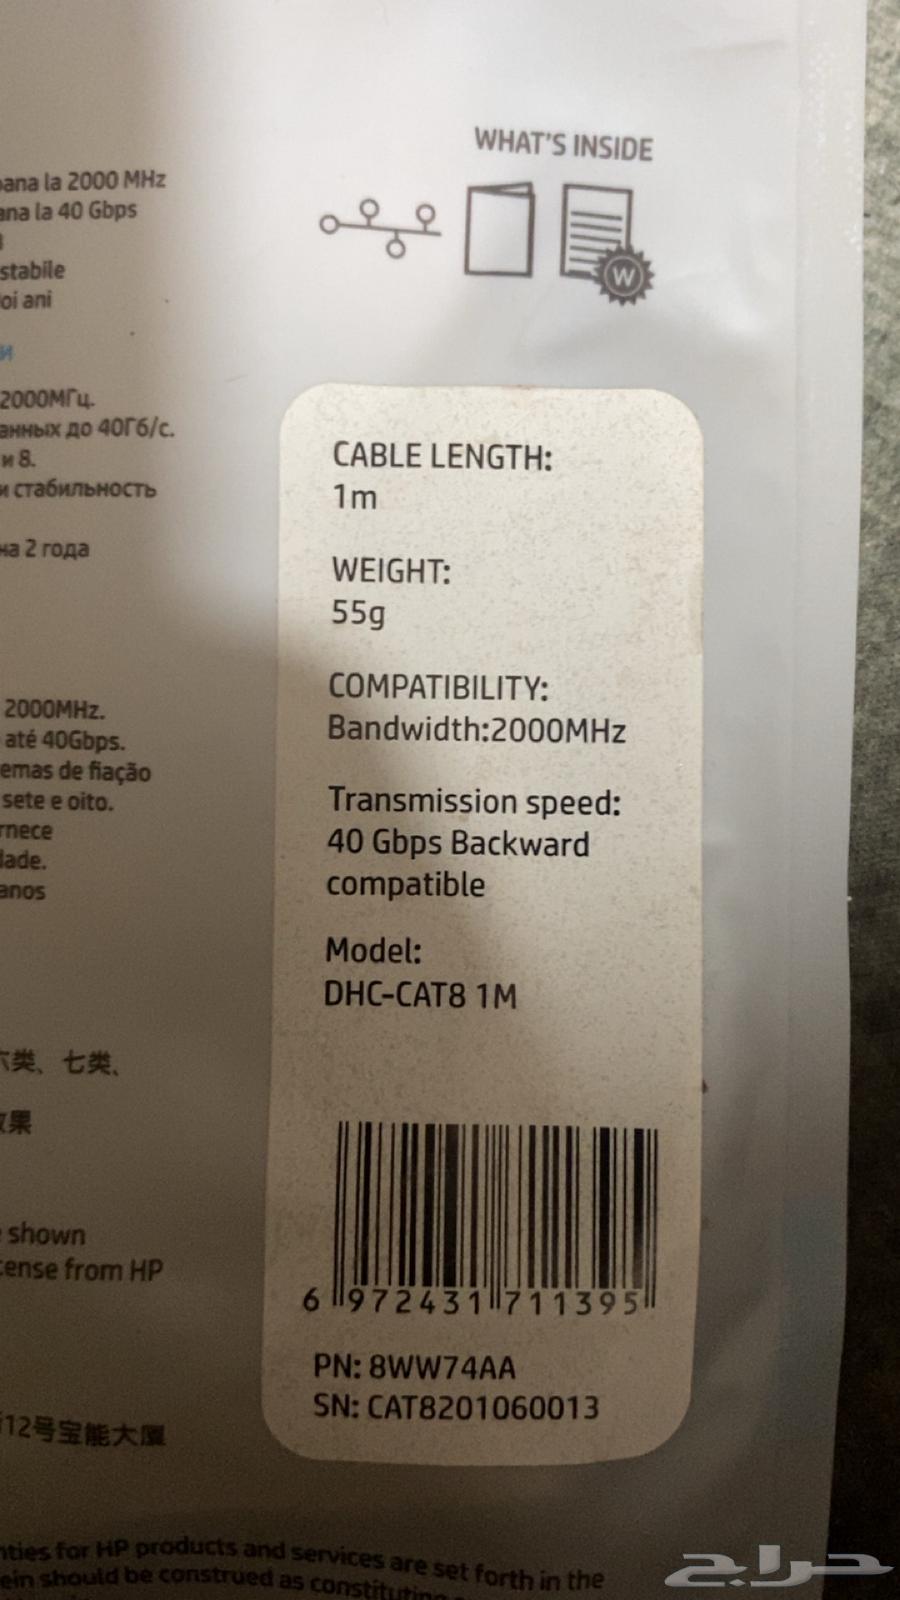 WHAT'S INSIDE
W
pana la 2000 MHz
ana la 40 Gbps
stabile
oi ani
и
2000МГц.
анных до 40Гб/с.
и 8.
и стабильность
на 2 года
2000MHz.
até 40Gbps.
emas de fiação
sete e oito.
rnece
dade.
anos
六类、七类、
效果
shown
cense from HP
12号宝能大厦
CABLE LENGTH:
1m
WEIGHT:
55g
COMPATIBILITY:
Bandwidth:2000MHz
Transmission speed:
40 Gbps Backward
compatible
Model:
DHC-CAT8 1M
6 972431 711395
PN: 8WW74AA
SN: CAT8201060013
nties for HP products and services are set forth in the
ein should be construed as constituting
حراج